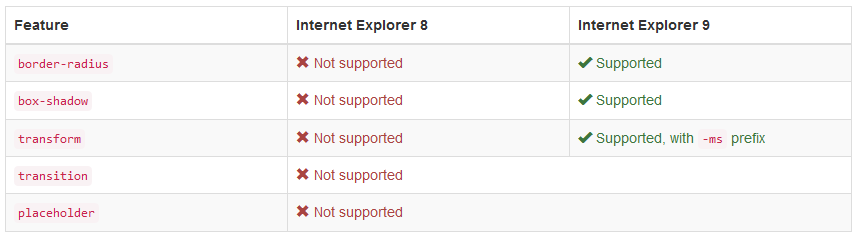 Feature Internet Explorer 8 Internet Explorer 9
border-radius ✖ Not supported ✔ Supported
box-shadow ✖ Not supported ✔ Supported
transform ✖ Not supported ✔ Supported, with -ms prefix
transition ✖ Not supported
placeholder ✖ Not supported